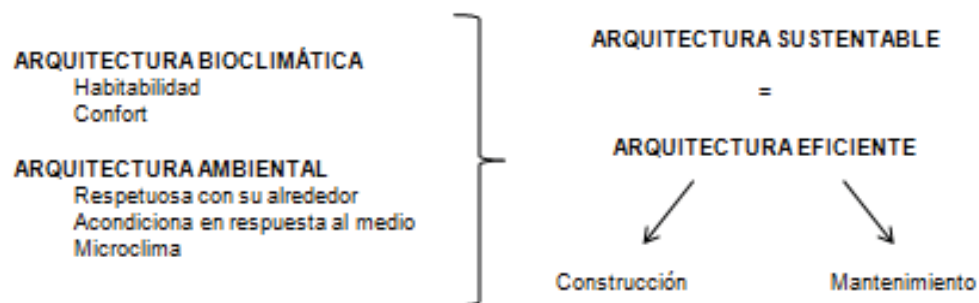 ARQUITECTURA BIOCLIMÁTICA
Habitabilidad
Confort
ARQUITECTURA AMBIENTAL
Respetuosa con su alrededor
Acondiciona en respuesta al medio
Microclima
ARQUITECTURA SUSTENTABLE
=
ARQUITECTURA EFICIENTE
Construcción
Mantenimiento